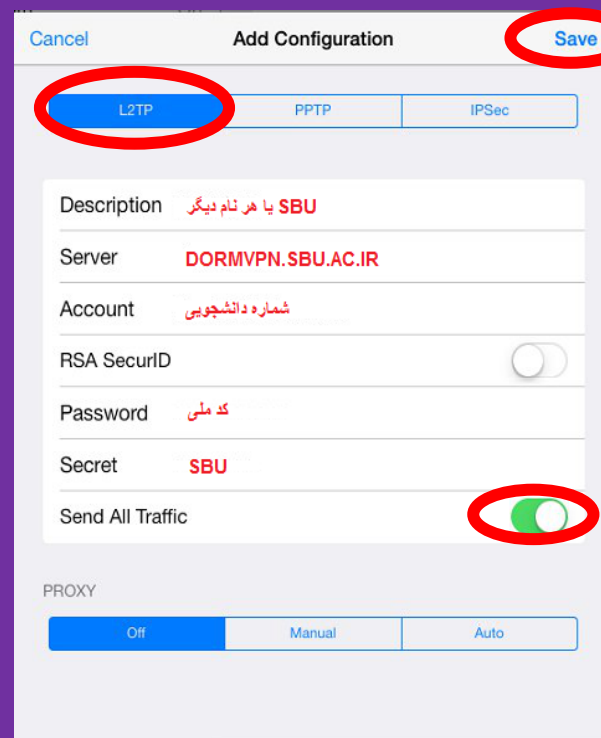 Cancel Add Configuration Save
L2TP PPTP IPSec
Description SBU یا هر نام دیگر
Server DORMVPN.SBU.AC.IR
Account شماره دانشجویی
RSA SecurID
Password کد ملی
Secret SBU
Send All Traffic
PROXY
Off Manual Auto